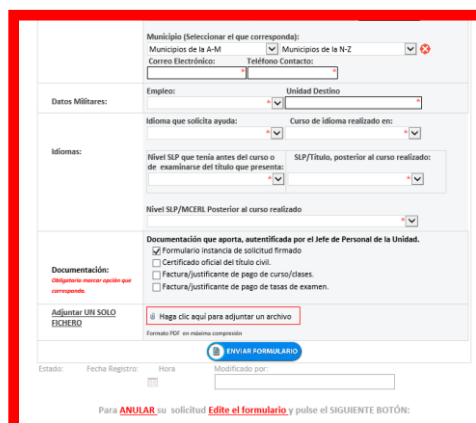 Municipio (Seleccionar el que corresponda):
Municipios de la A-M Municipios de la N-Z
Correo Electrónico: Teléfono Contacto:
* *
Empleo: Unidad Destino
Datos Militares: * *
Idioma que solicita ayuda: Curso de idioma realizado en:
* *
Idiomas:
Nivel SLP que tenía antes del curso o SLP/Título, posterior al curso realizado:
de examinarse del título que presenta:
* *
Nivel SLP/MCERL Posterior al curso realizado
*
Documentación que aporta, autentificada por el Jefe de Personal de la Unidad.
Formulario instancia de solicitud firmado
Certificado oficial del título civil.
Documentación: Factura/justificante de pago de curso/clases.
Obligatorio marcar opción que
corresponda. Factura/justificante de pago de tasas de examen.
Adjuntar UN SOLO
FICHERO
Haga clic aquí para adjuntar un archivo
Formato PDF en máxima compresión
ENVIAR FORMULARIO
Estado: Fecha Registro: Hora Modificado por:
Para ANULAR su solicitud Edite el formulario y pulse el SIGUIENTE BOTÓN: